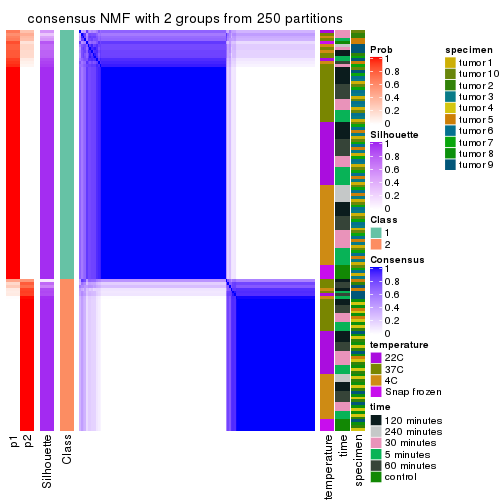 consensus NMF with 2 groups from 250 partitions
Prob
1
0.8
0.6
0.4
0.2
0
Silhouette
1
0.8
0.6
0.4
0.2
0
Class
1
2
Consensus
1
0.8
0.6
0.4
0.2
0
temperature
22C
37C
4C
Snap frozen
time
120 minutes
240 minutes
30 minutes
5 minutes
60 minutes
control
specimen
tumor 1
tumor 10
tumor 2
tumor 3
tumor 4
tumor 5
tumor 6
tumor 7
tumor 8
tumor 9
p1
p2
Silhouette
Class
temperature
time
specimen